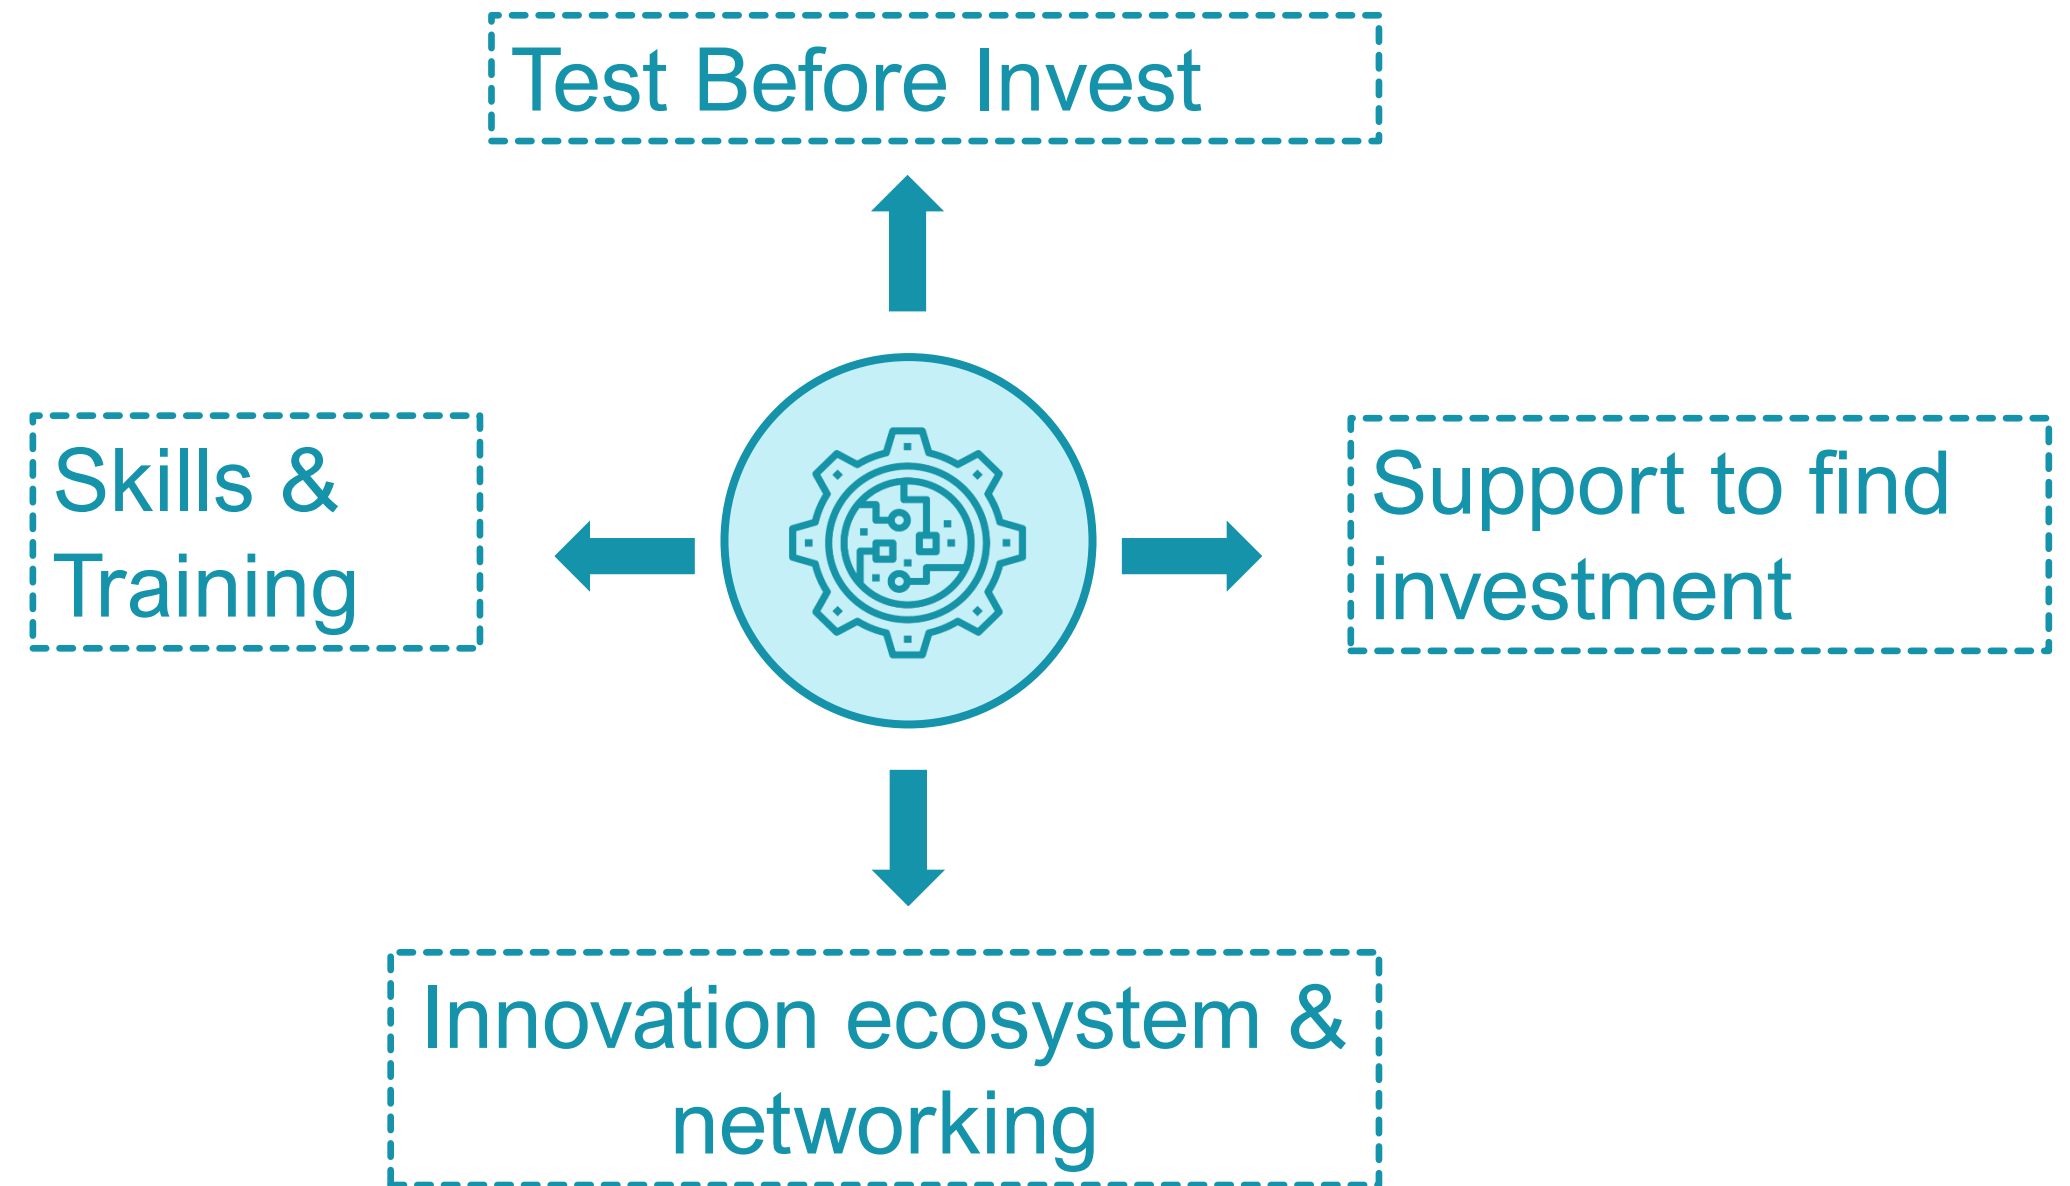 Test Before Invest
Skills &
Training
Support to find
investment
Innovation ecosystem &
networking